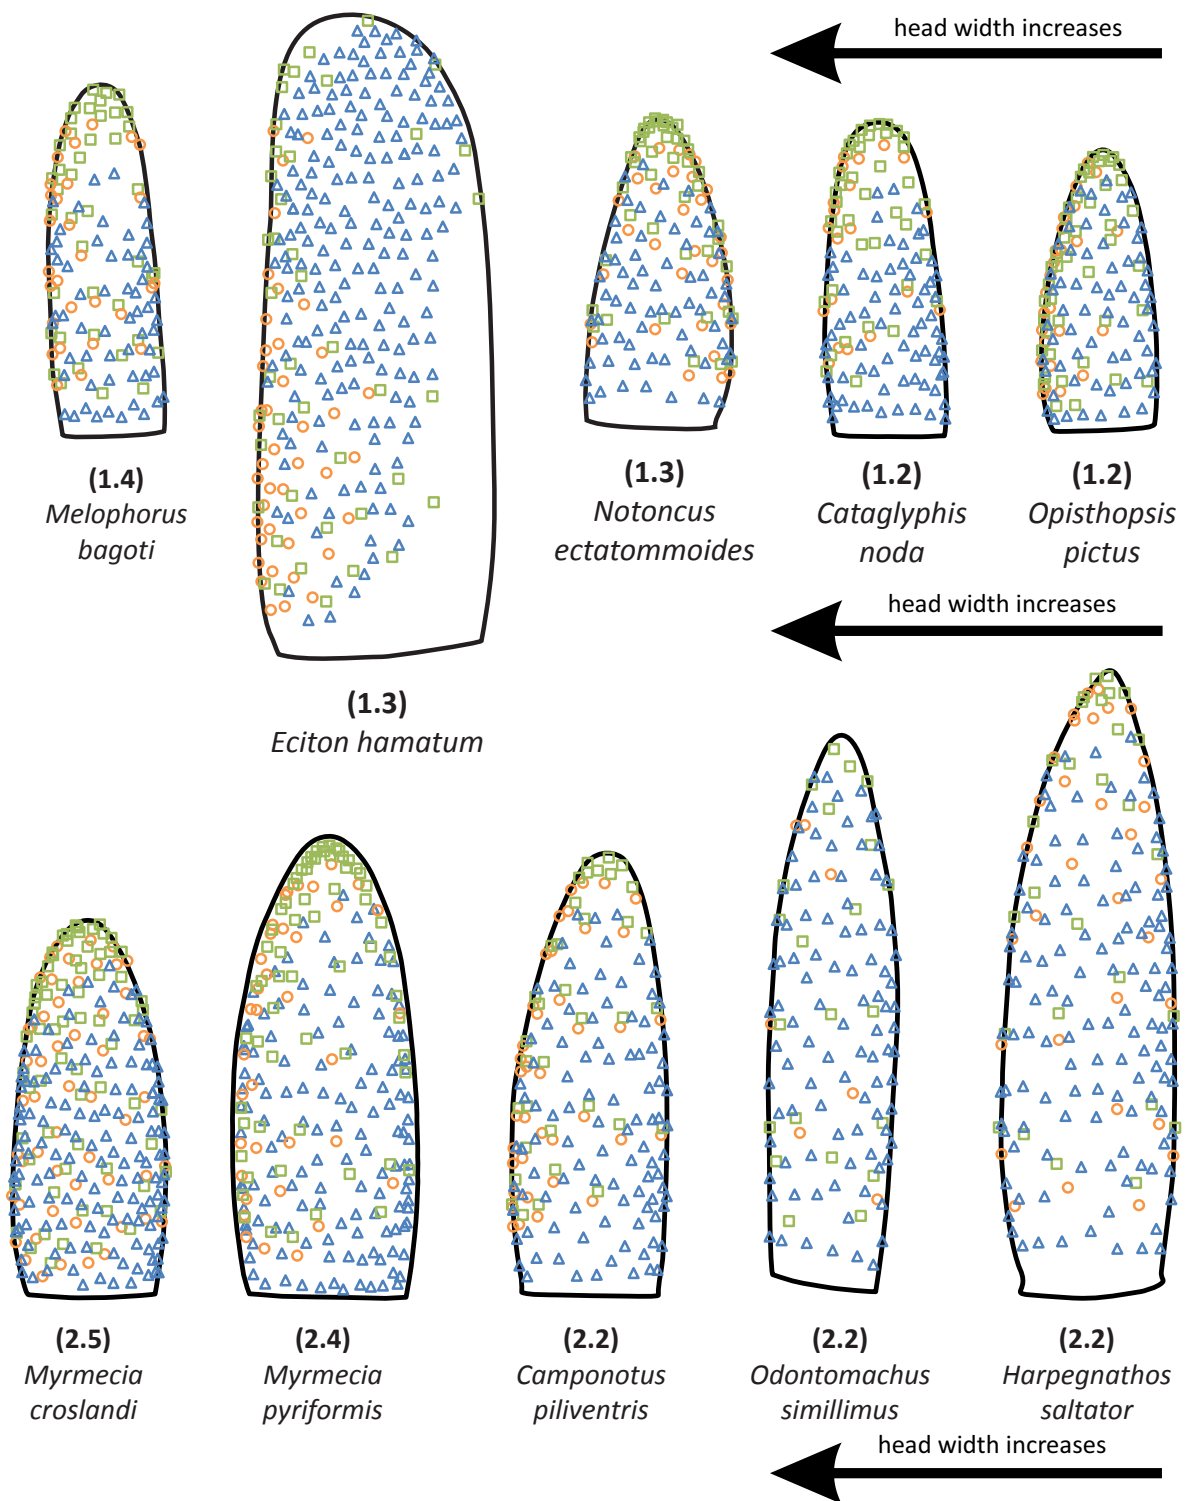 head width increases
(1.4)
Melophorus
bagoti
(1.3)
Eciton hamatum
(1.3)
Notoncus
ectatommoides
(1.2)
Cataglyphis
noda
(1.2)
Opisthopsis
pictus
head width increases
(2.5)
Myrmecia
croslandi
(2.4)
Myrmecia
pyriformis
(2.2)
Camponotus
piliventris
(2.2)
Odontomachus
simillimus
(2.2)
Harpegnathos
saltator
head width increases